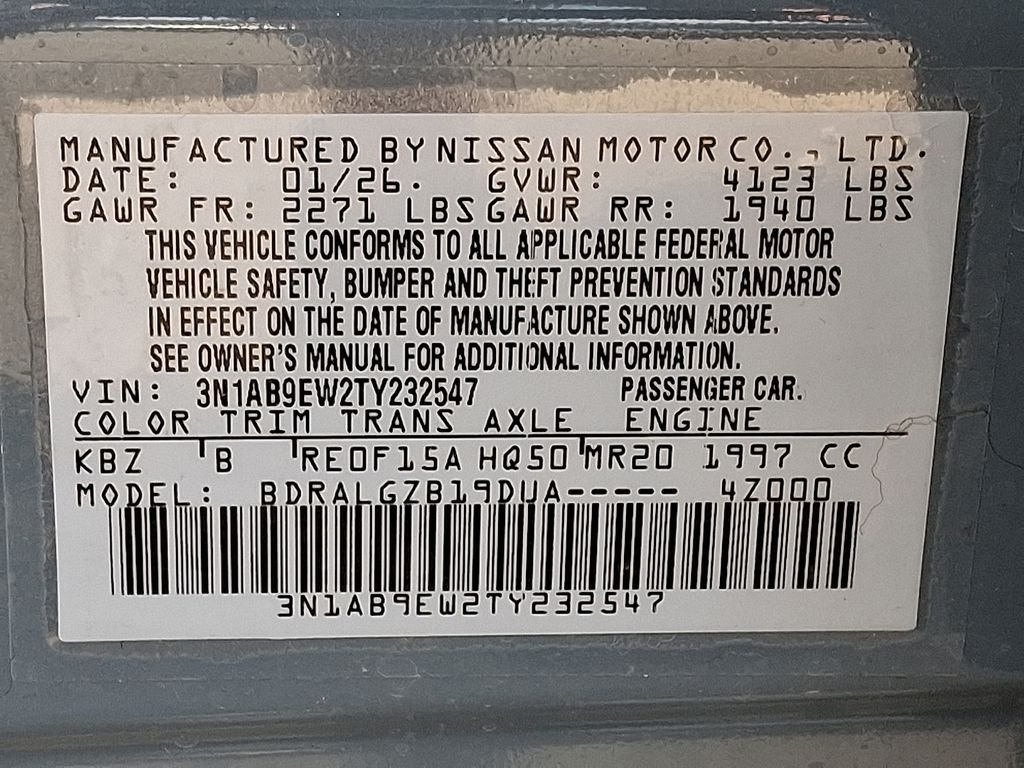 MANUFACTURED BY NISSAN MOTOR CO., LTD.
DATE: 01/26. GVWR: 4123 LBS
GAWR FR: 2271 LBS GAWR RR: 1940 LBS
THIS VEHICLE CONFORMS TO ALL APPLICABLE FEDERAL MOTOR
VEHICLE SAFETY, BUMPER AND THEFT PREVENTION STANDARDS
IN EFFECT ON THE DATE OF MANUFACTURE SHOWN ABOVE.
SEE OWNER'S MANUAL FOR ADDITIONAL INFORMATION.
VIN: 3N1AB9EW2TY232547 PASSENGER CAR.
COLOR TRIM TRANS AXLE ENGINE
KBZ B RE0F15A HQ50 MR20 1997 CC
MODEL: BDRALGZB19DUA----- 4Z000
3N1AB9EW2TY232547